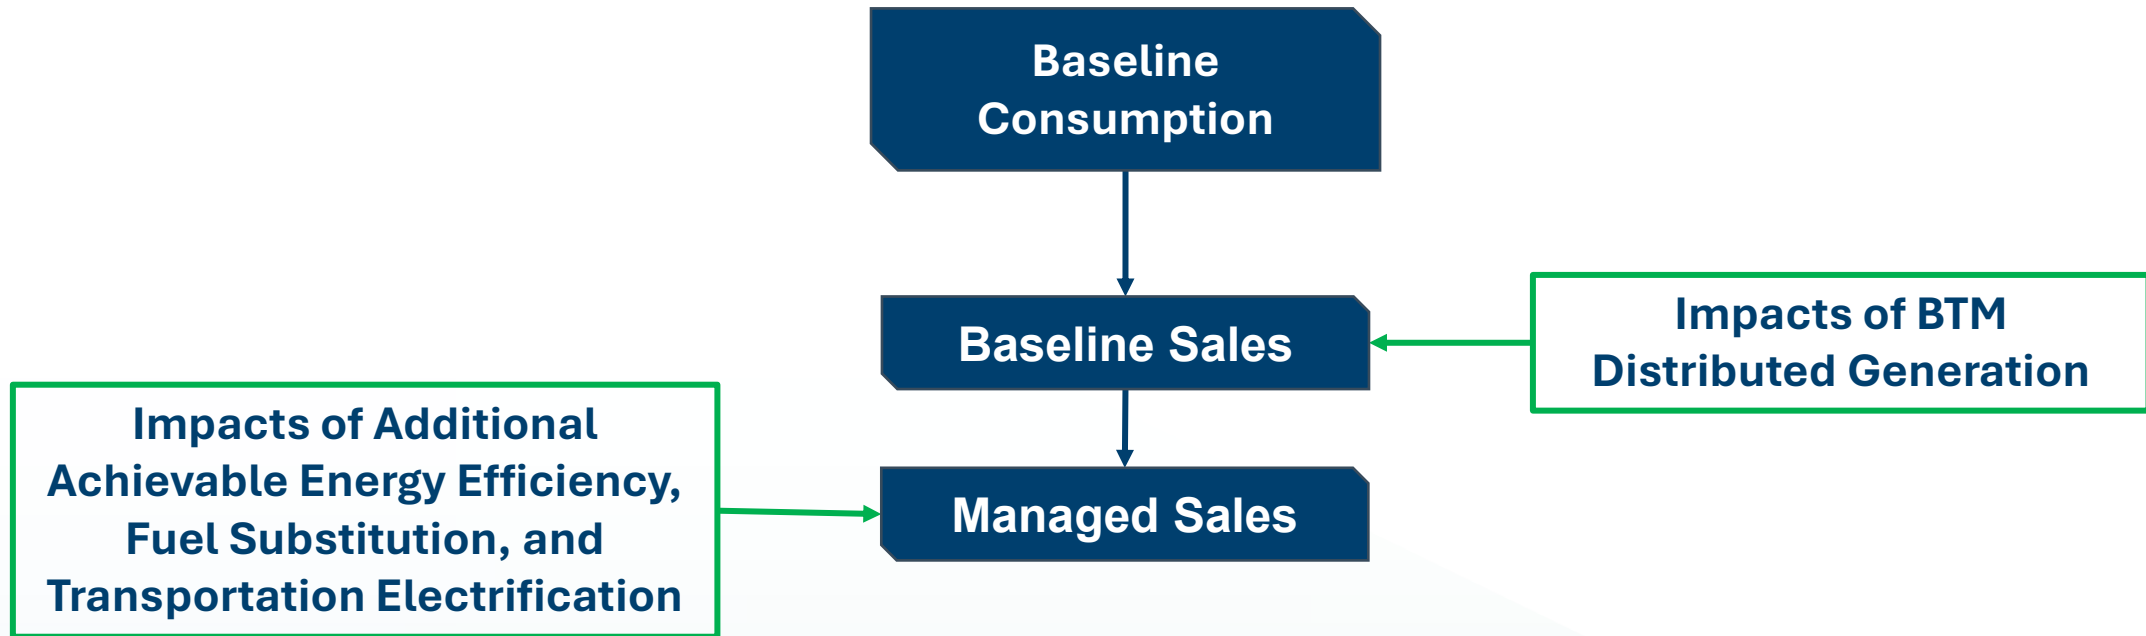 Baseline
Consumption
Baseline Sales
Impacts of BTM
Distributed Generation
Impacts of Additional
Achievable Energy Efficiency,
Fuel Substitution, and
Transportation Electrification
Managed Sales